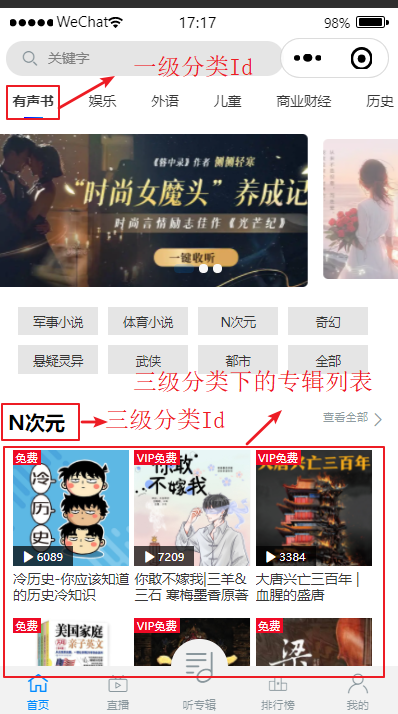 WeChat 17:17 98%
关键字
一级分类Id
有声书 娱乐 外语 儿童 商业财经 历史
《簪中录》作者 侧侧轻寒
“时尚女魔头”养成记
时尚言情励志佳作《光芒纪》
一键收听
军事小说 体育小说 N次元 奇幻
悬疑灵异 武侠 都市 全部
三级分类下的专辑列表
N次元 三级分类Id 查看全部
免费 VIP免费 VIP免费
冷历史
你敢不嫁我
大唐兴亡三百年
6089 7209 3384
冷历史-你应该知道的历史冷知识
你敢不嫁我|三羊&三石 寒梅墨香原著
大唐兴亡三百年 | 血腥的盛唐
免费 VIP免费 免费
美国家庭
亲子英文
梁
首页 直播 听专辑 排行榜 我的